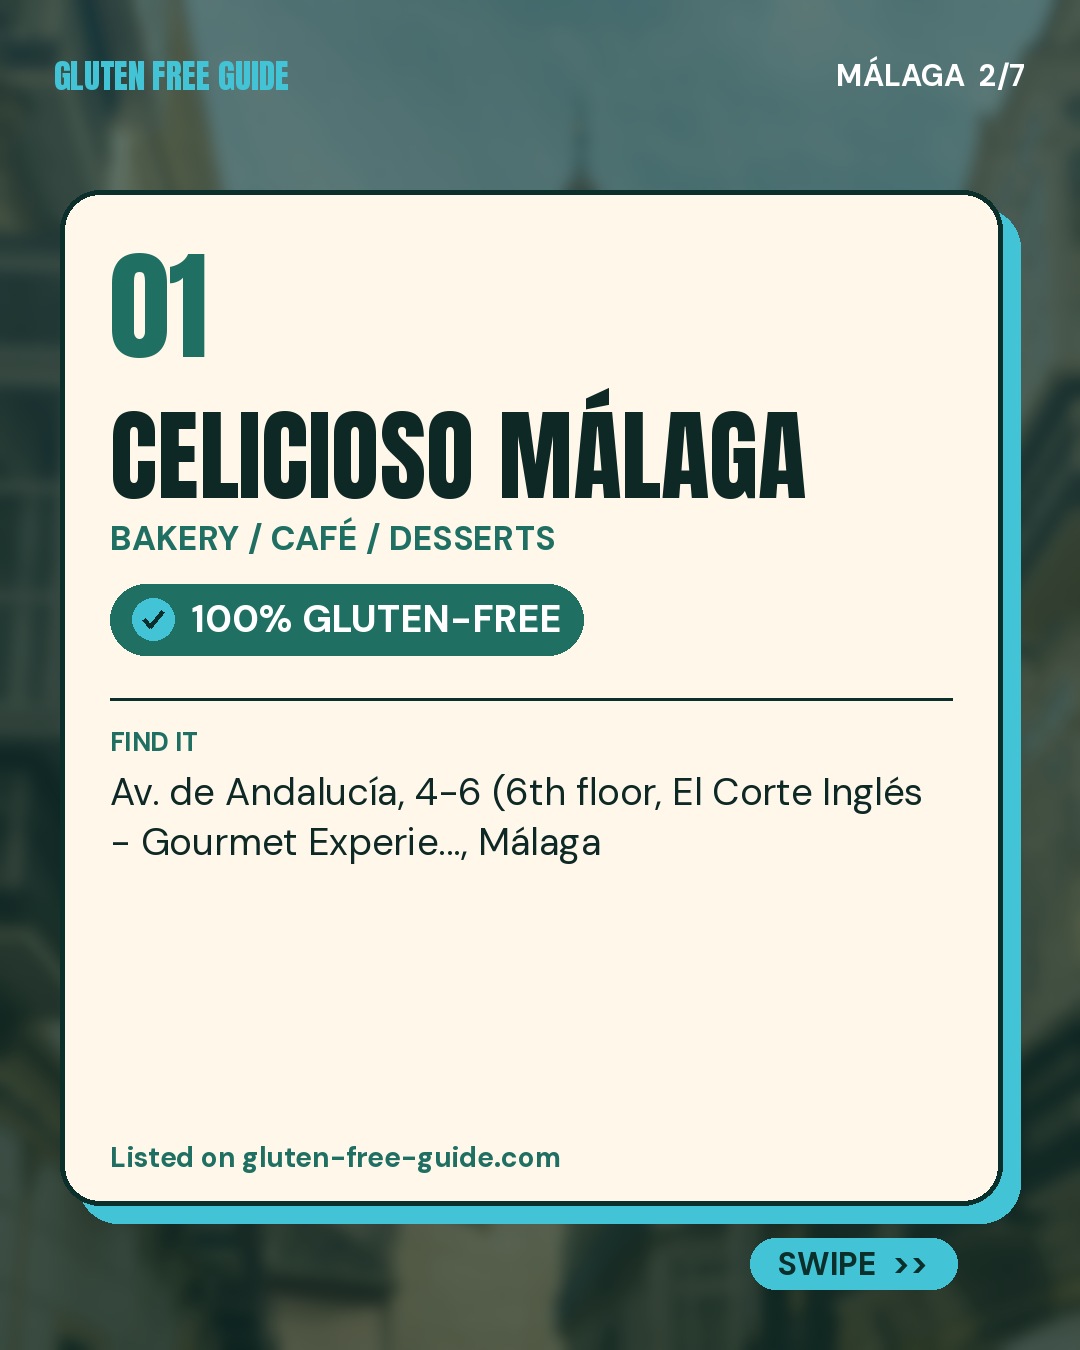 GLUTEN FREE GUIDE
MÁLAGA 2/7
01
CELICIOSO MÁLAGA
BAKERY / CAFÉ / DESSERTS
100% GLUTEN-FREE
FIND IT
Av. de Andalucía, 4-6 (6th floor, El Corte Inglés
- Gourmet Experie..., Málaga
Listed on gluten-free-guide.com
SWIPE >>